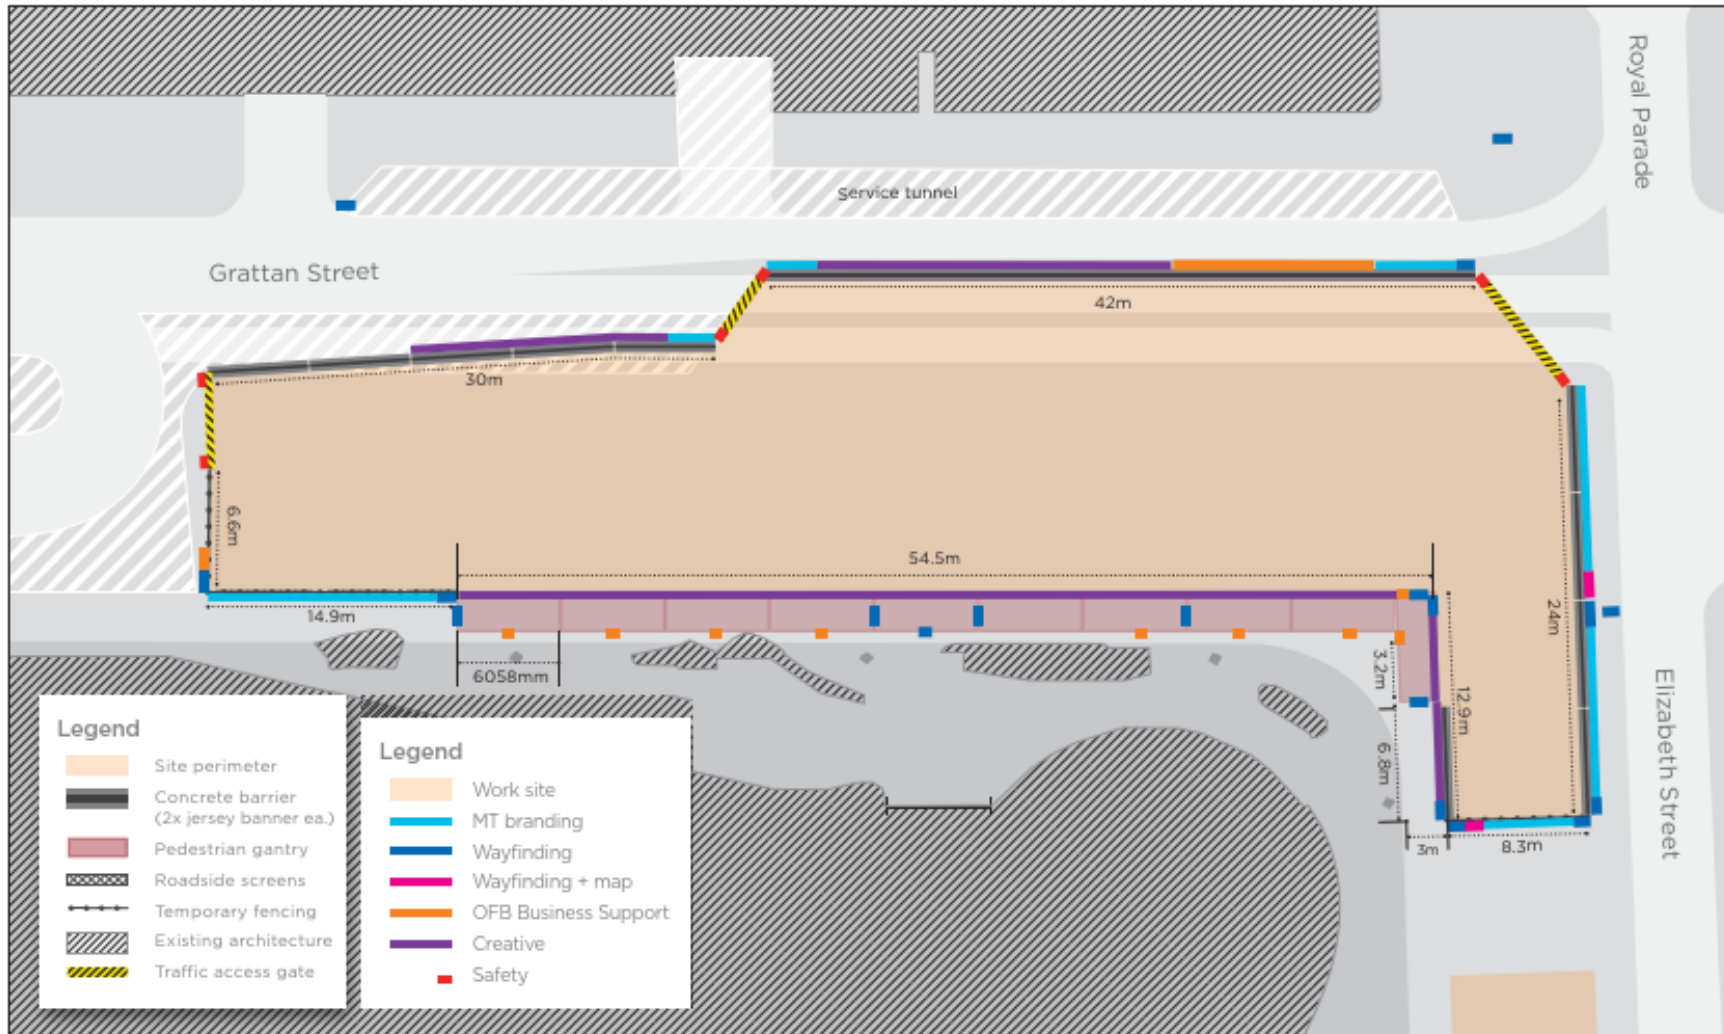 Royal Parade
Service tunnel
Grattan Street
42m
30m
6.6m
54.5m
14.9m
24m
6058mm
3.2m
12.9m
6.8m
3m
8.3m
Elizabeth Street
Legend
Site perimeter
Concrete barrier
(2x jersey banner ea.)
Pedestrian gantry
Roadside screens
Temporary fencing
Existing architecture
Traffic access gate
Legend
Work site
MT branding
Wayfinding
Wayfinding + map
OFB Business Support
Creative
Safety